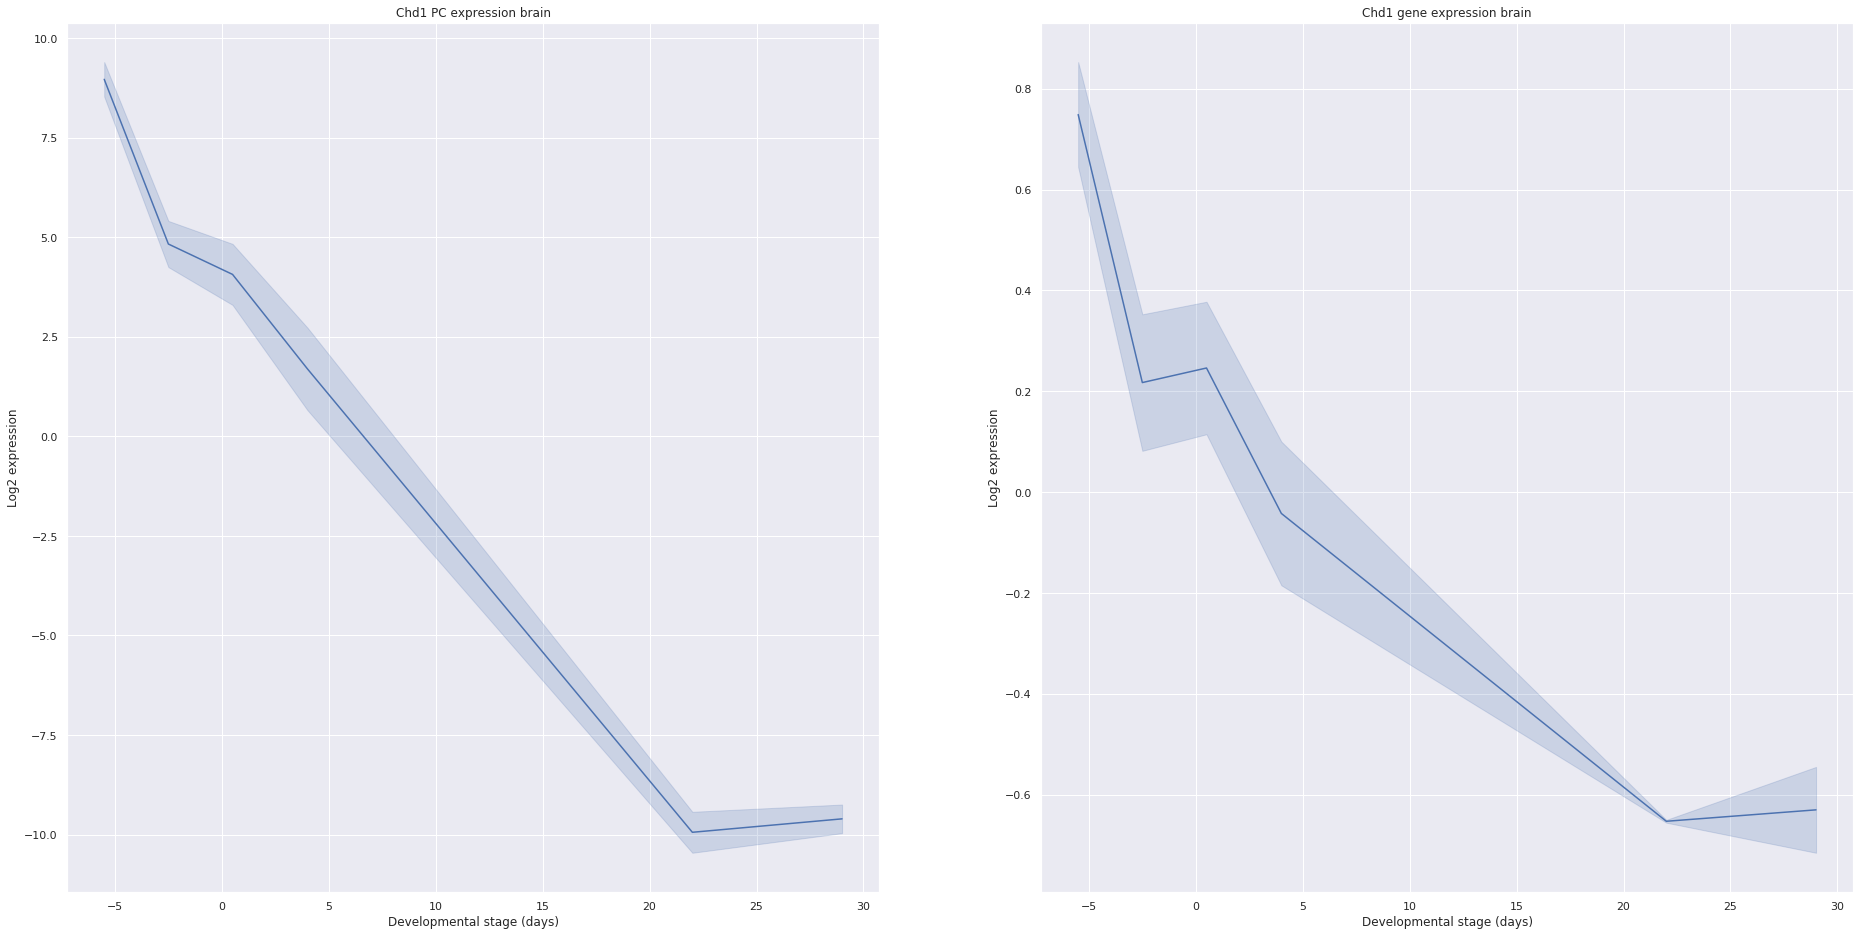 Chd1 PC expression brain
10.0
7.5
5.0
2.5
0.0
−2.5
−5.0
−7.5
−10.0
Log2 expression
−5 0 5 10 15 20 25 30
Developmental stage (days)
Chd1 gene expression brain
0.8
0.6
0.4
0.2
0.0
−0.2
−0.4
−0.6
Log2 expression
−5 0 5 10 15 20 25 30
Developmental stage (days)